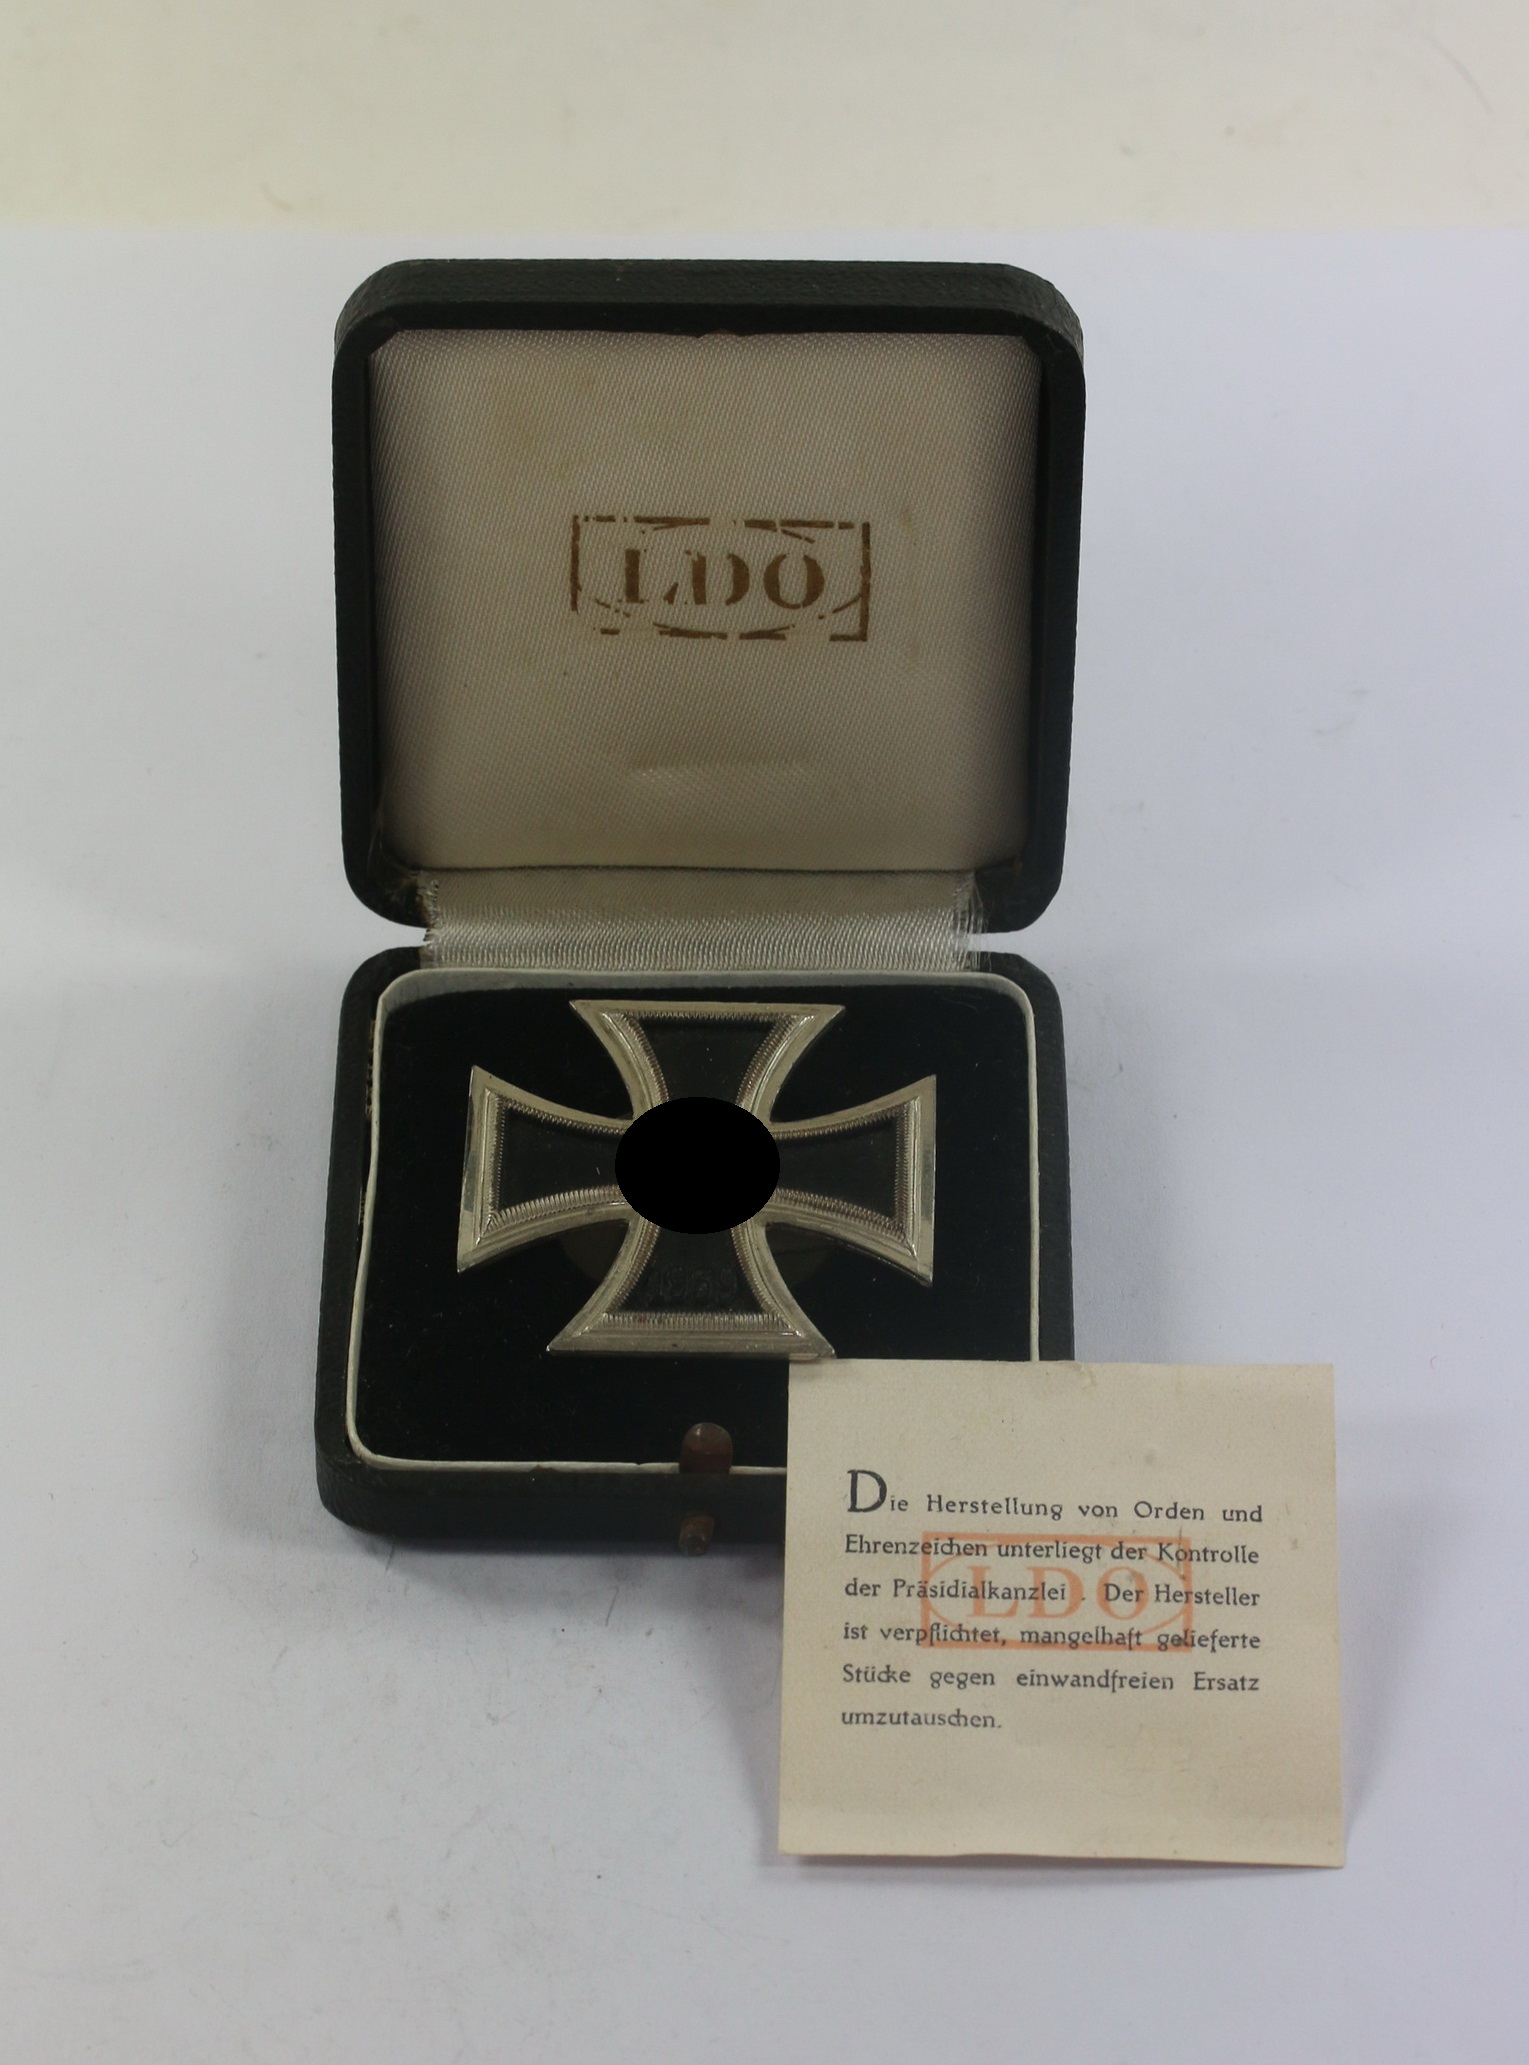 LDO
1939
Die Herstellung von Orden und
Ehrenzeichen unterliegt der Kontrolle
der Präsidialkanzlei . Der Hersteller
ist verpflichtet, mangelhaft gelieferte
Stücke gegen einwandfreien Ersatz
umzutauschen.
LDO